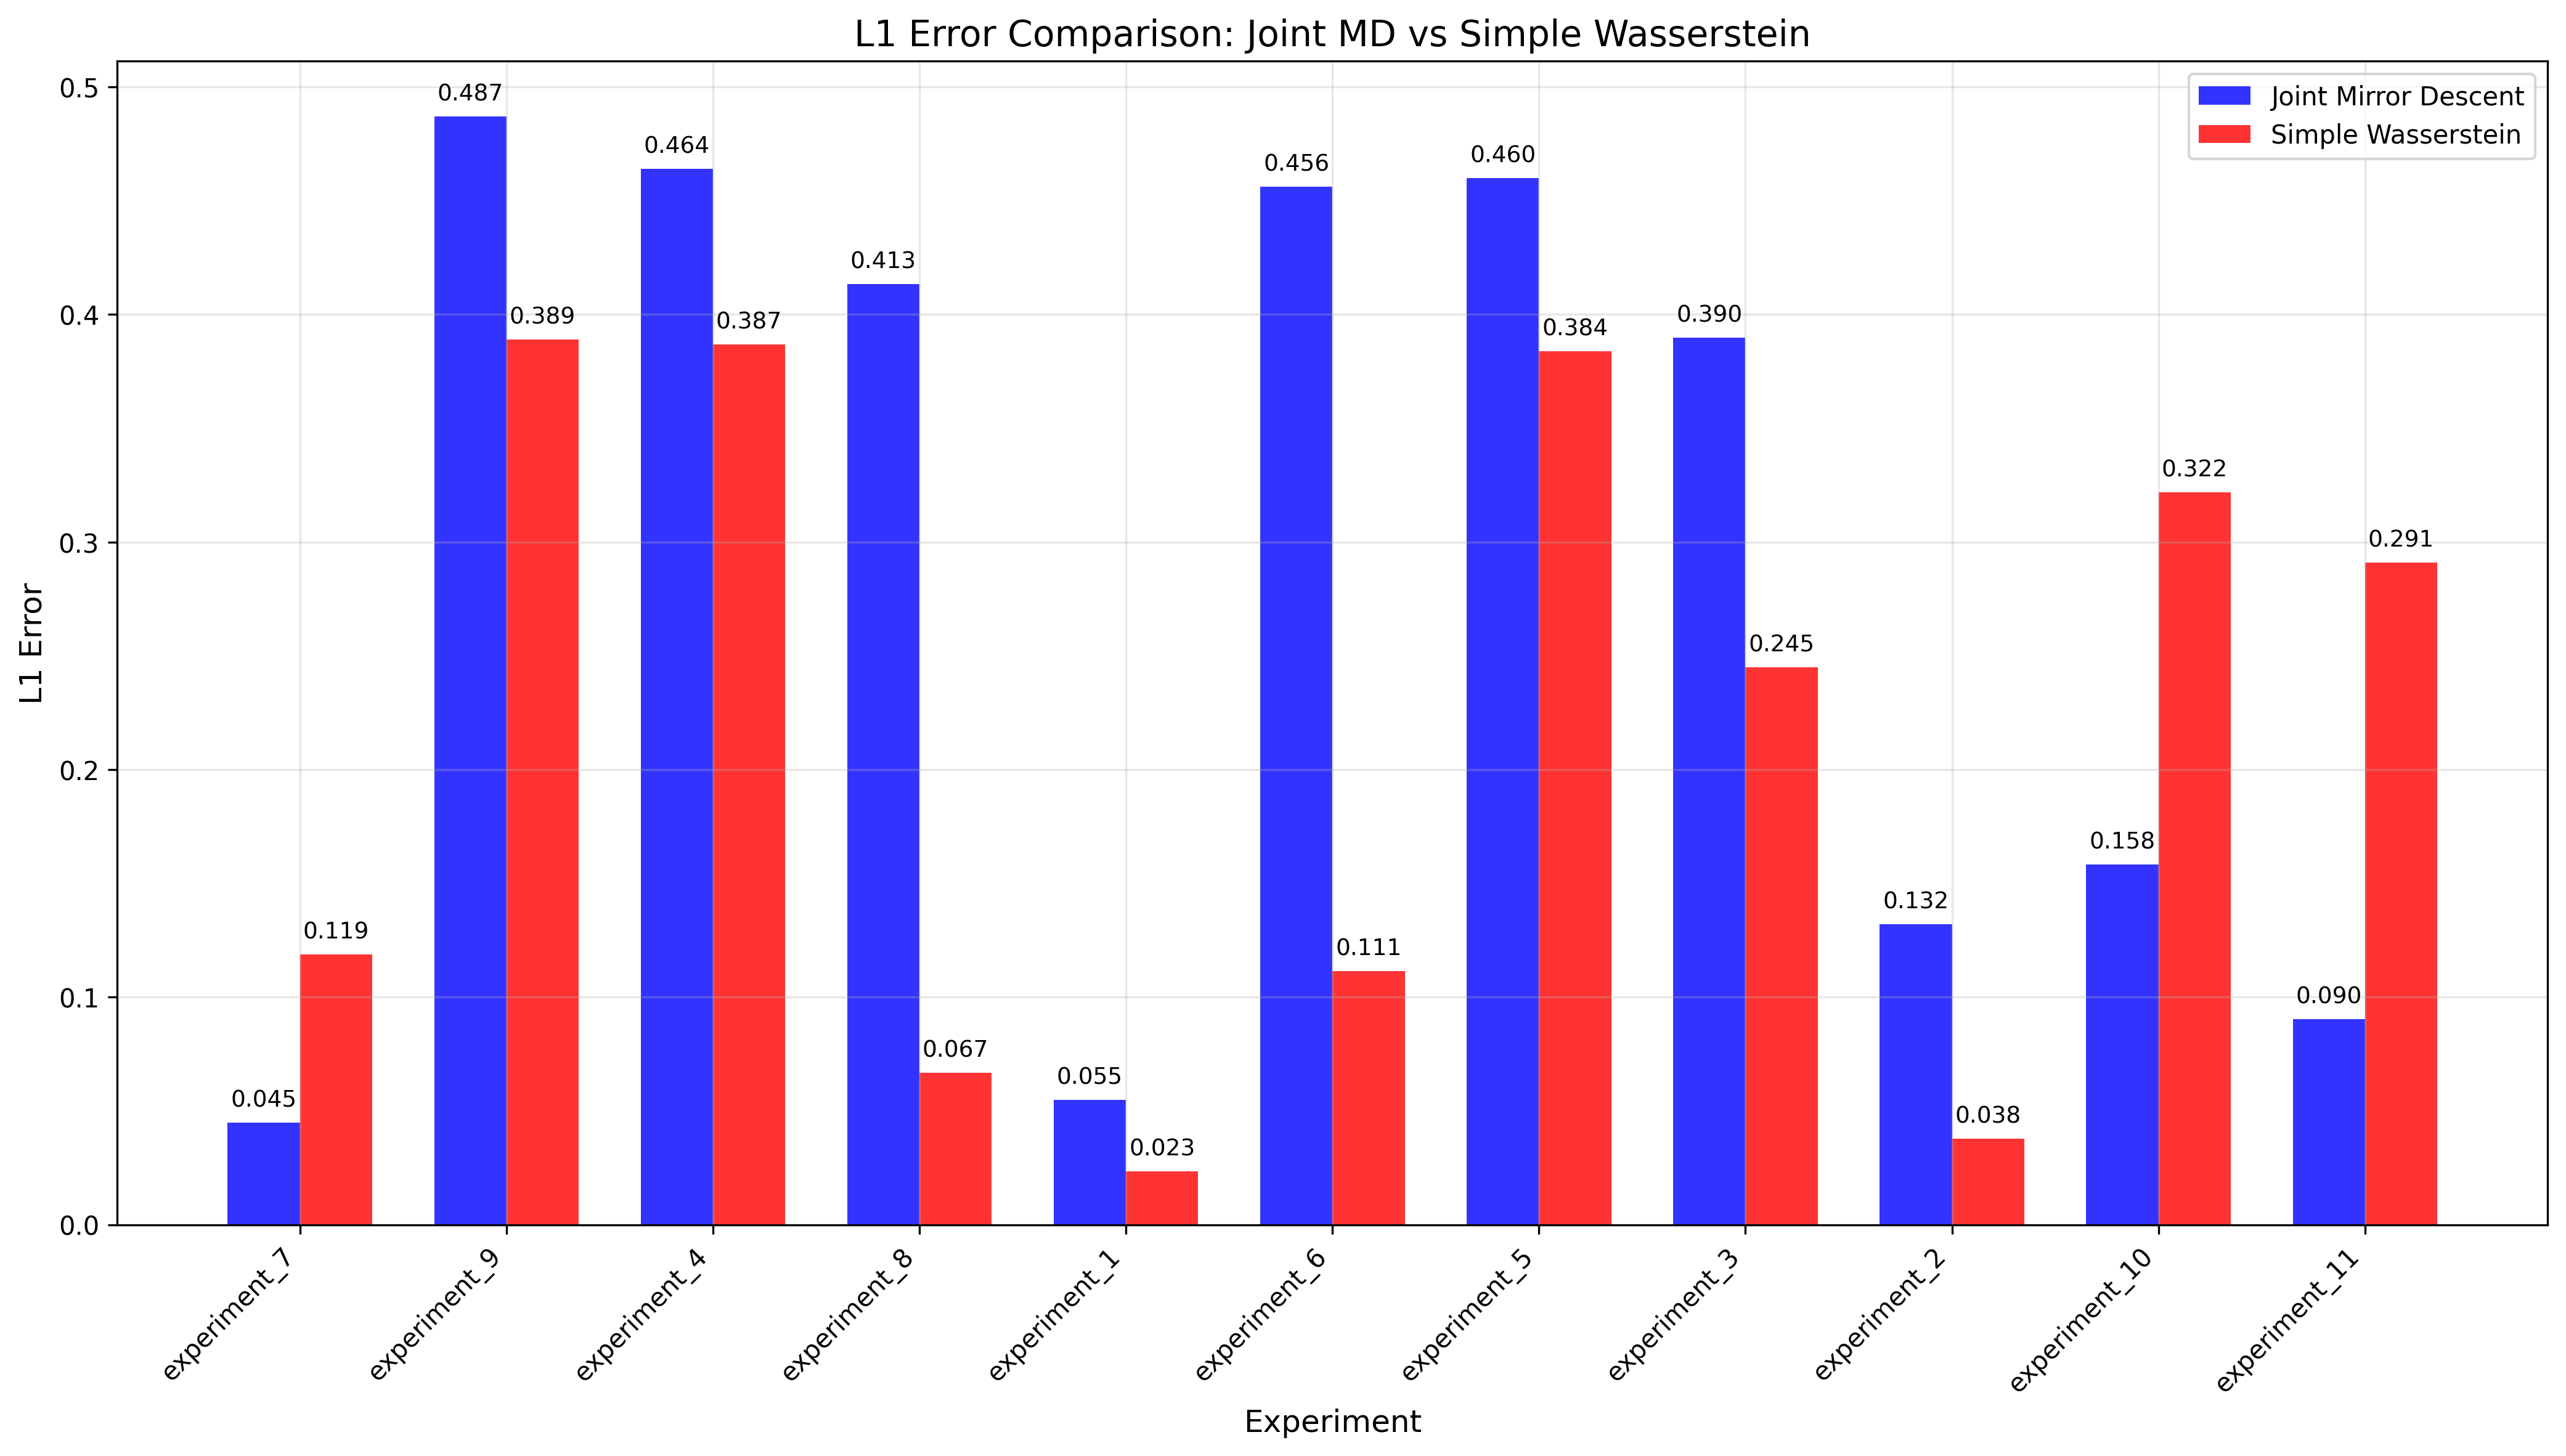 L1 Error Comparison: Joint MD vs Simple Wasserstein
Joint Mirror Descent
Simple Wasserstein
L1 Error
0.5
0.4
0.3
0.2
0.1
0.0
0.045
0.119
0.487
0.389
0.464
0.387
0.413
0.067
0.055
0.023
0.456
0.111
0.460
0.384
0.390
0.245
0.132
0.038
0.158
0.322
0.090
0.291
experiment_7
experiment_9
experiment_4
experiment_8
experiment_1
experiment_6
experiment_5
experiment_3
experiment_2
experiment_10
experiment_11
Experiment